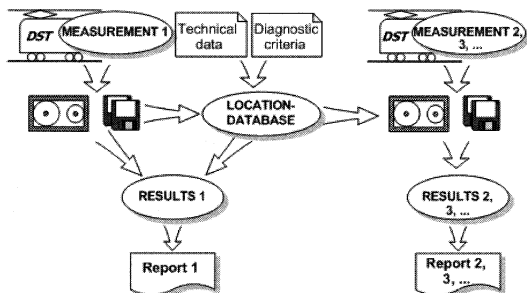 DST
MEASUREMENT 1
Technical
data
Diagnostic
criteria
DST
MEASUREMENT 2,
3, ...
LOCATION-
DATABASE
RESULTS 1
RESULTS 2,
3, ...
Report 1
Report 2,
3, ...